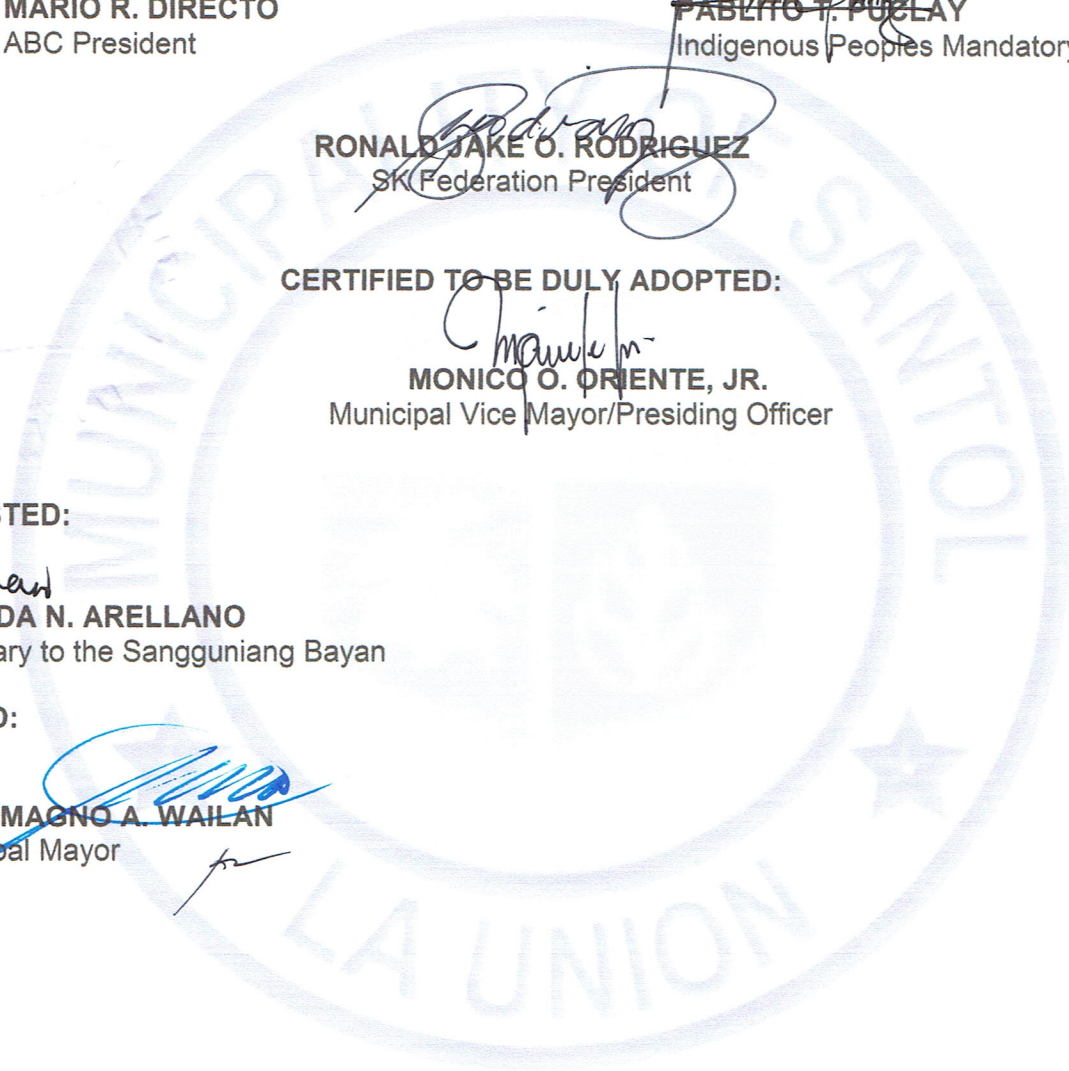 MARIO R. DIRECTO
ABC President
PABLITO T. PUCLAY
Indigenous Peoples Mandatory
RONALD JAKE O. RODRIGUEZ
SK Federation President
CERTIFIED TO BE DULY ADOPTED:
MONICO O. ORIENTE, JR.
Municipal Vice Mayor/Presiding Officer
TED:
DA N. ARELLANO
ary to the Sangguniang Bayan
D:
MAGNO A. WAILAN
pal Mayor
MUNICIPALITY OF SANTOL
LA UNION